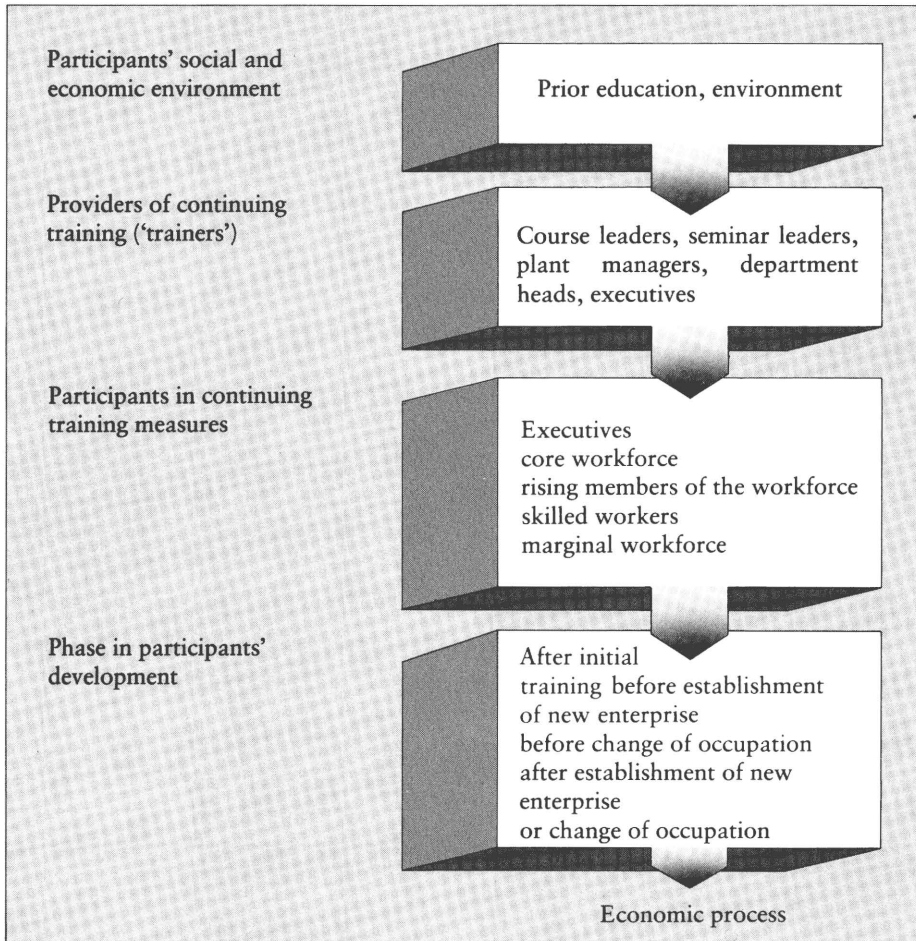 Participants' social and
economic environment
Prior education, environment
Providers of continuing
training ('trainers')
Course leaders, seminar leaders,
plant managers, department
heads, executives
Participants in continuing
training measures
Executives
core workforce
rising members of the workforce
skilled workers
marginal workforce
Phase in participants'
development
After initial
training before establishment
of new enterprise
before change of occupation
after establishment of new
enterprise
or change of occupation
Economic process